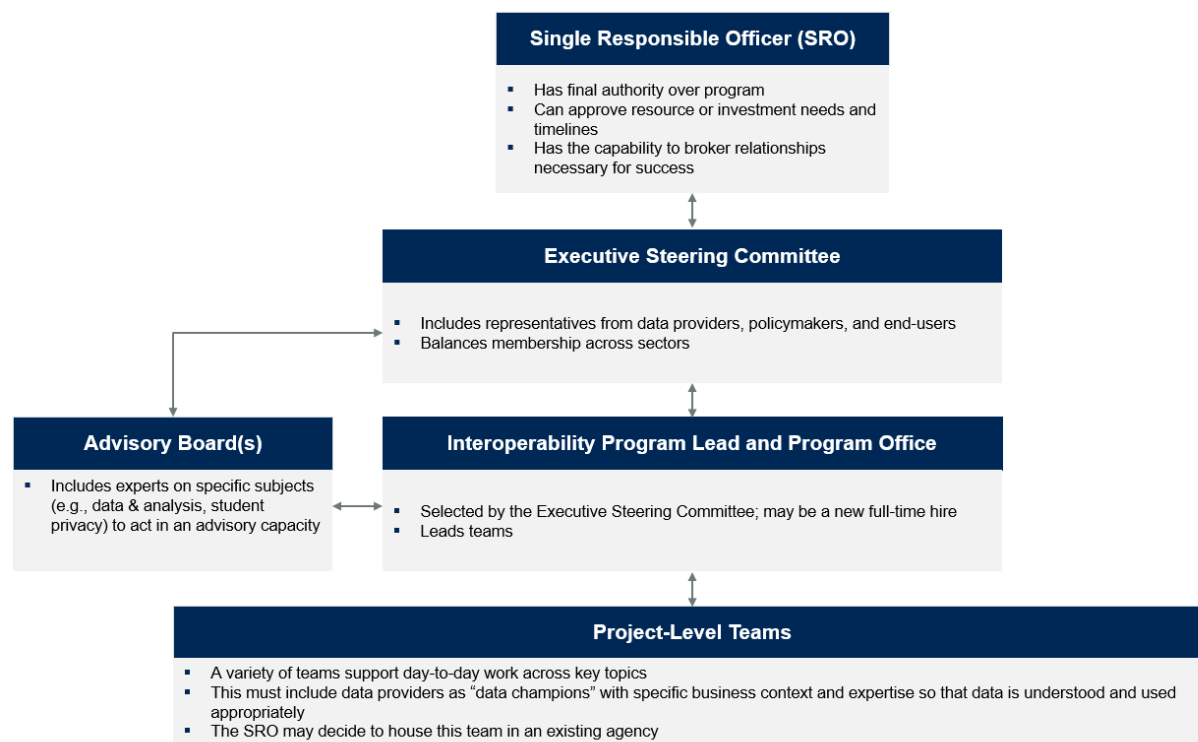 Single Responsible Officer (SRO)
▪ Has final authority over program
▪ Can approve resource or investment needs and
timelines
▪ Has the capability to broker relationships
necessary for success
Executive Steering Committee
▪ Includes representatives from data providers, policymakers, and end-users
▪ Balances membership across sectors
Advisory Board(s)
▪ Includes experts on specific subjects
(e.g., data & analysis, student
privacy) to act in an advisory capacity
Interoperability Program Lead and Program Office
▪ Selected by the Executive Steering Committee; may be a new full-time hire
▪ Leads teams
Project-Level Teams
▪ A variety of teams support day-to-day work across key topics
▪ This must include data providers as “data champions” with specific business context and expertise so that data is understood and used
appropriately
▪ The SRO may decide to house this team in an existing agency